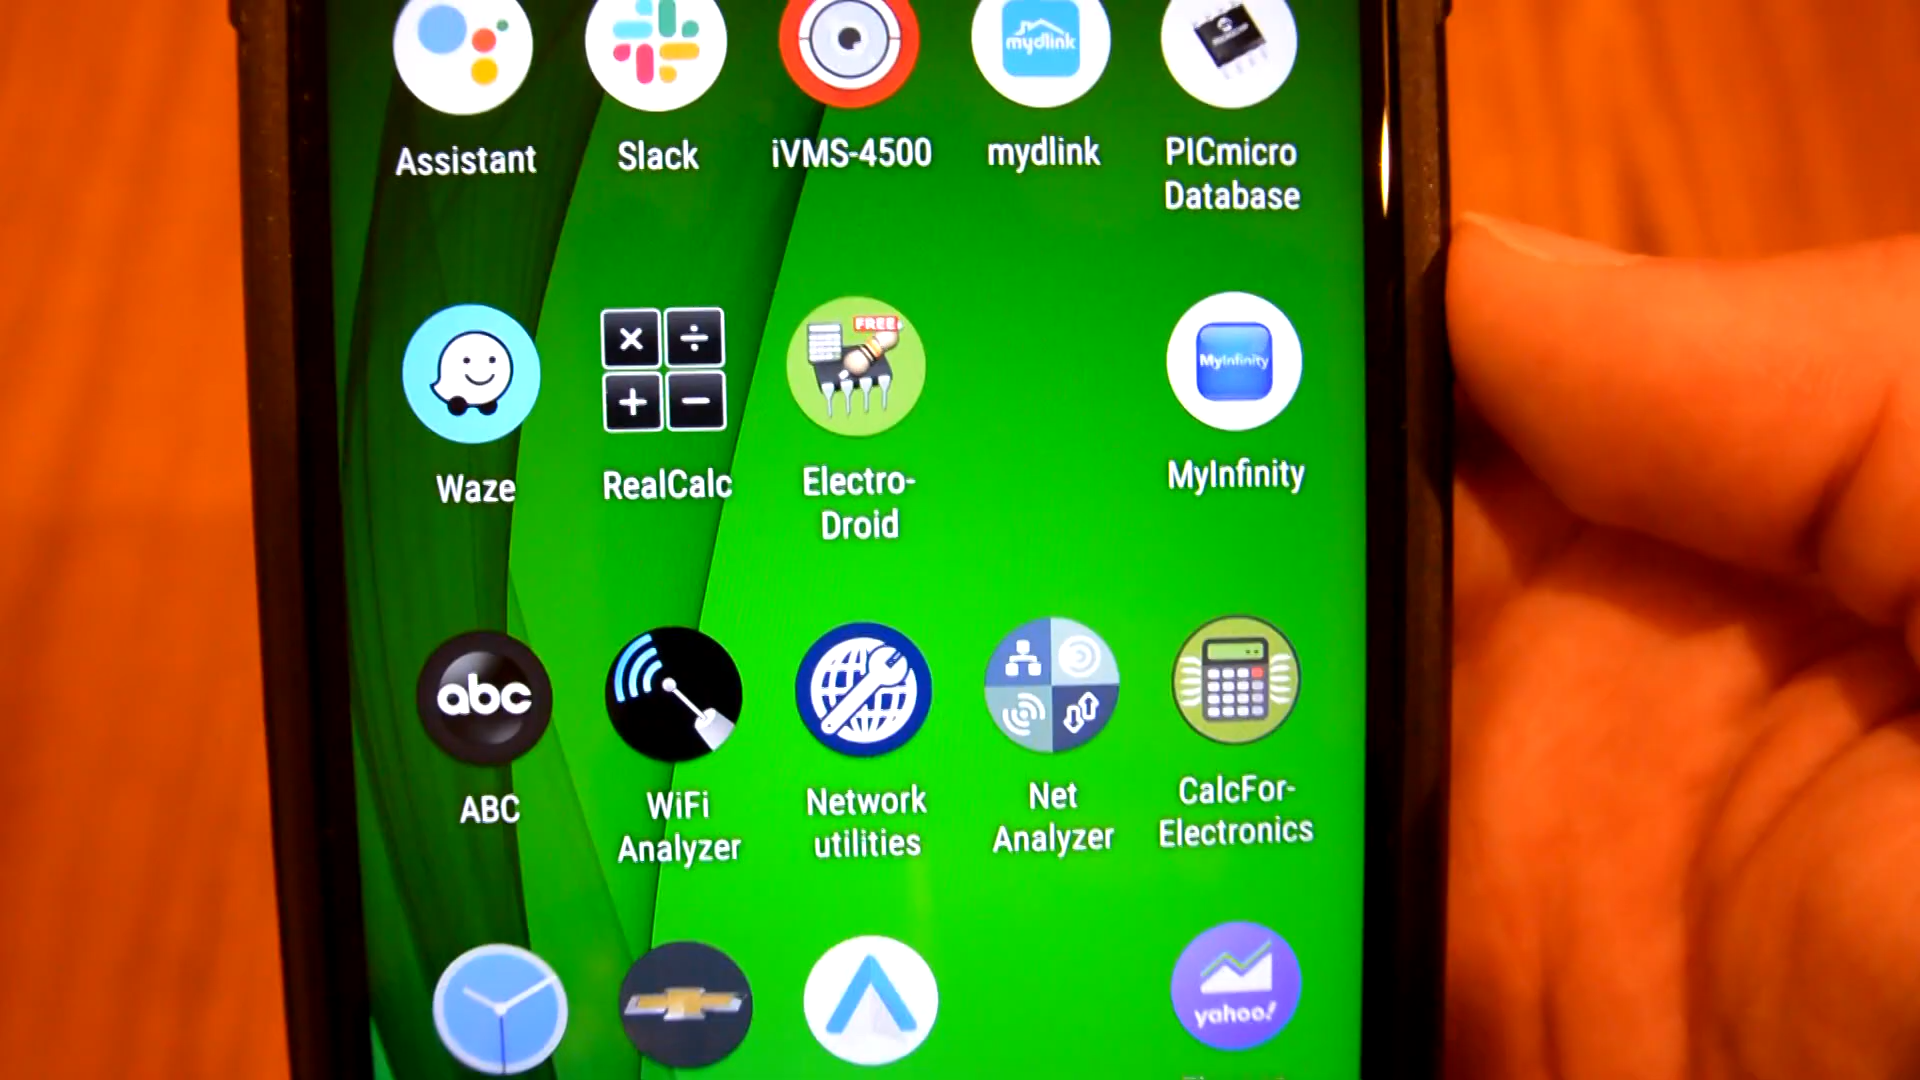 mydlink
Assistant
Slack
iVMS-4500
mydlink
PICmicro
Database
FREE
MyInfinity
Waze
RealCalc
Electro-
Droid
MyInfinity
abc
ABC
WiFi
Analyzer
Network
utilities
Net
Analyzer
CalcFor-
Electronics
yahoo!